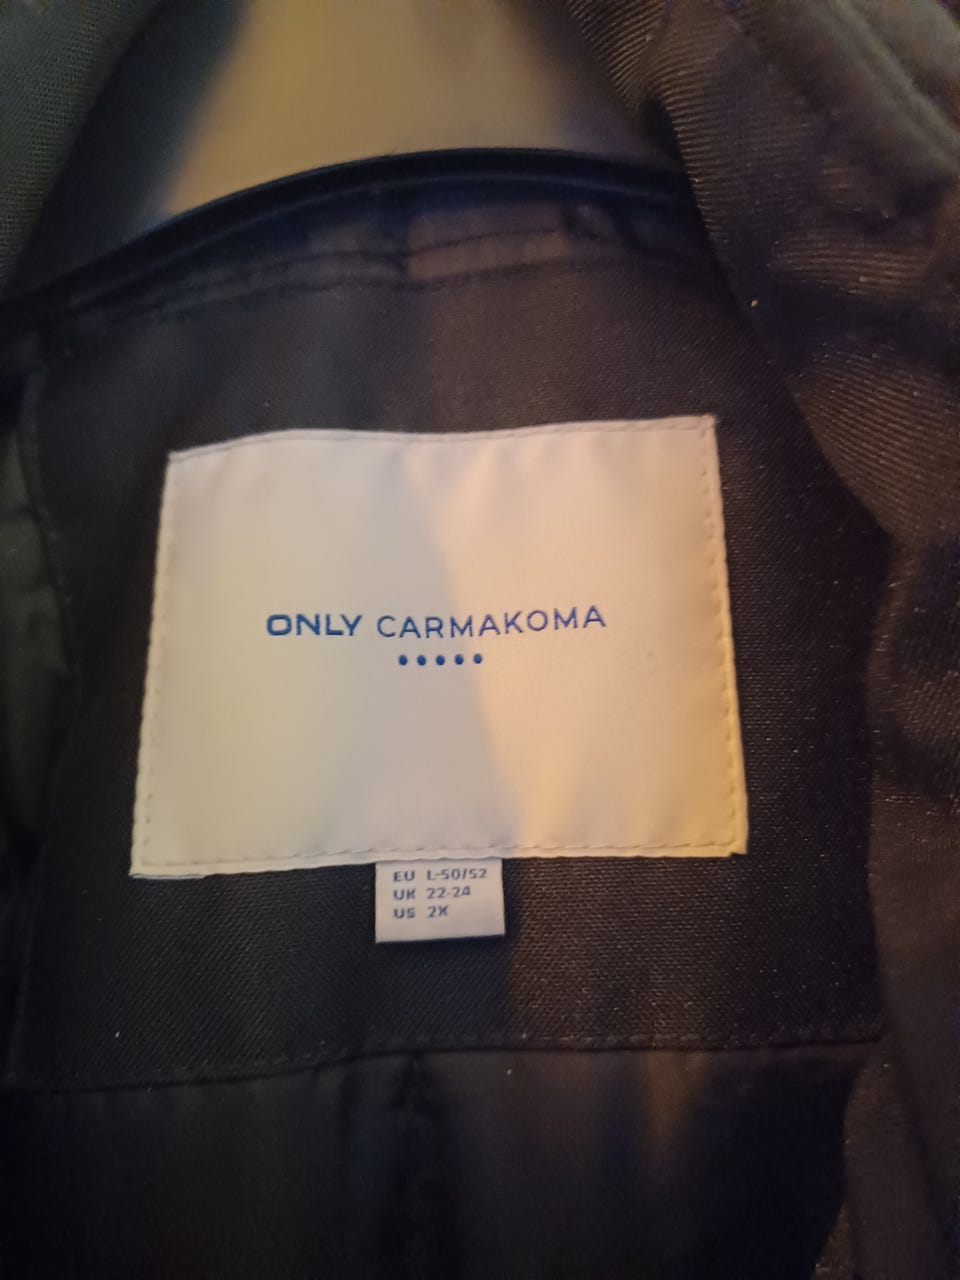 ONLY CARMAKOMA
EU L-50/52
UK 22-24
US 2X